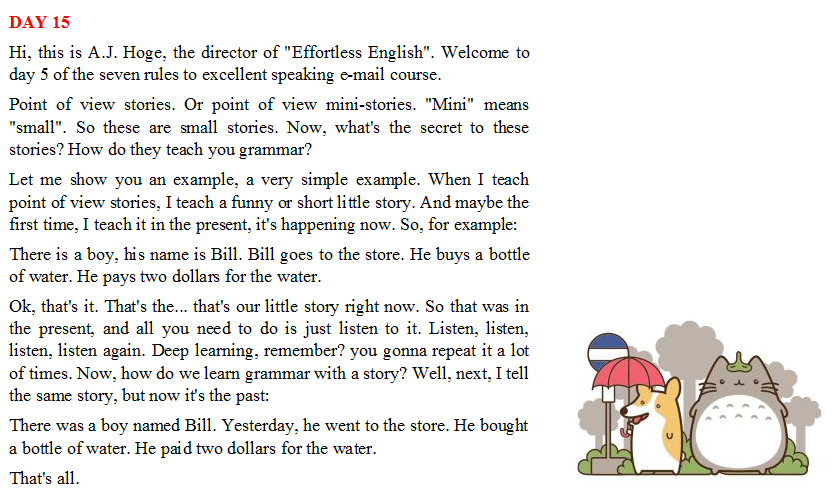 DAY 15
Hi, this is A.J. Hoge, the director of "Effortless English". Welcome to
day 5 of the seven rules to excellent speaking e-mail course.
Point of view stories. Or point of view mini-stories. "Mini" means
"small". So these are small stories. Now, what's the secret to these
stories? How do they teach you grammar?
Let me show you an example, a very simple example. When I teach
point of view stories, I teach a funny or short little story. And maybe the
first time, I teach it in the present, it's happening now. So, for example:
There is a boy, his name is Bill. Bill goes to the store. He buys a bottle
of water. He pays two dollars for the water.
Ok, that's it. That's the... that's our little story right now. So that was in
the present, and all you need to do is just listen to it. Listen, listen,
listen, listen again. Deep learning, remember? you gonna repeat it a lot
of times. Now, how do we learn grammar with a story? Well, next, I tell
the same story, but now it's the past:
There was a boy named Bill. Yesterday, he went to the store. He bought
a bottle of water. He paid two dollars for the water.
That's all.